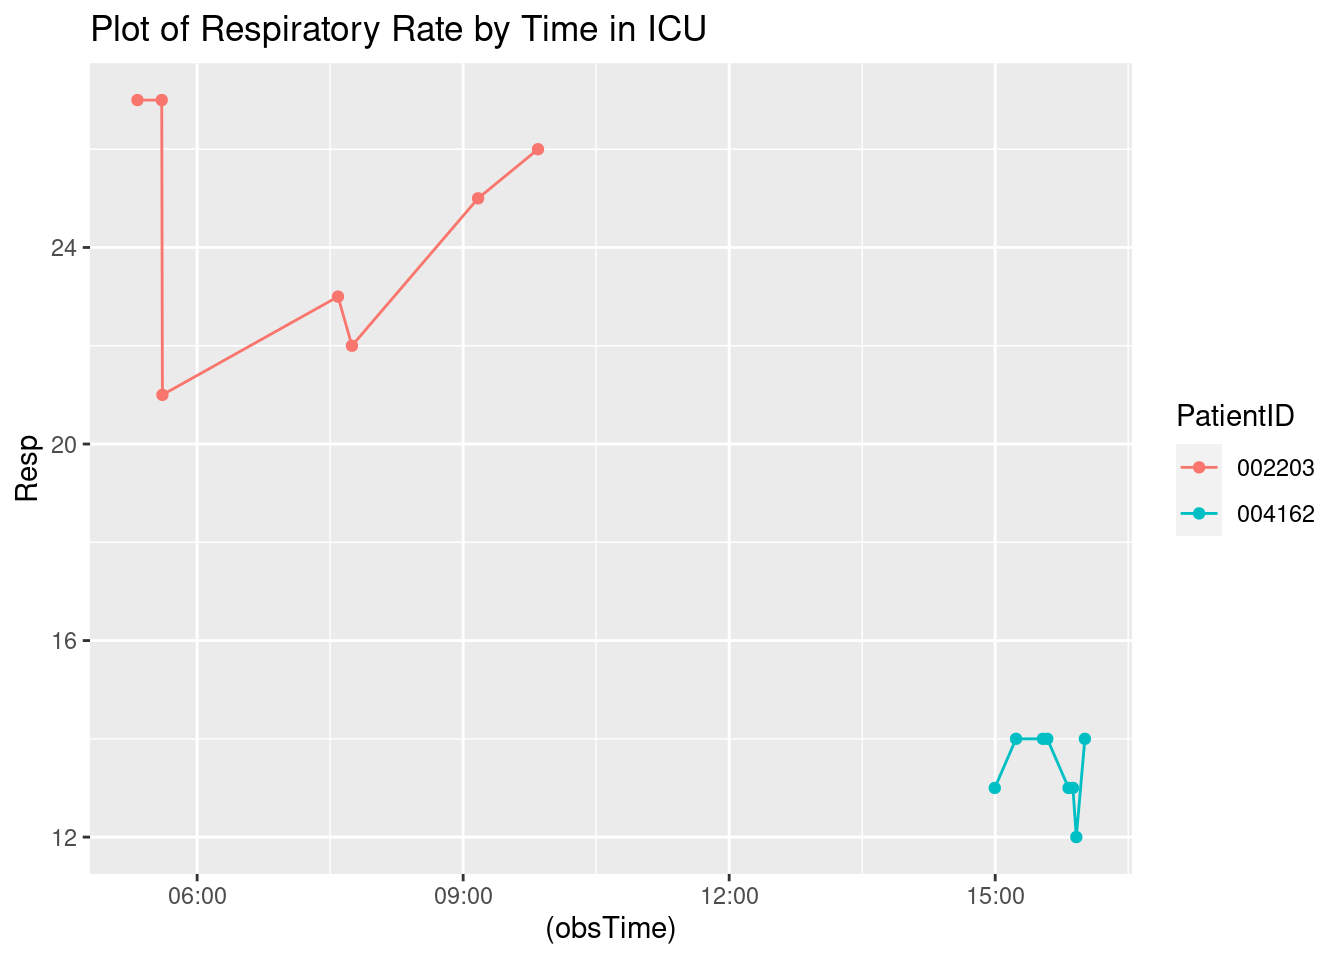 Plot of Respiratory Rate by Time in ICU
24
20
16
12
Resp
06:00 09:00 12:00 15:00
(obsTime)
PatientID
002203
004162